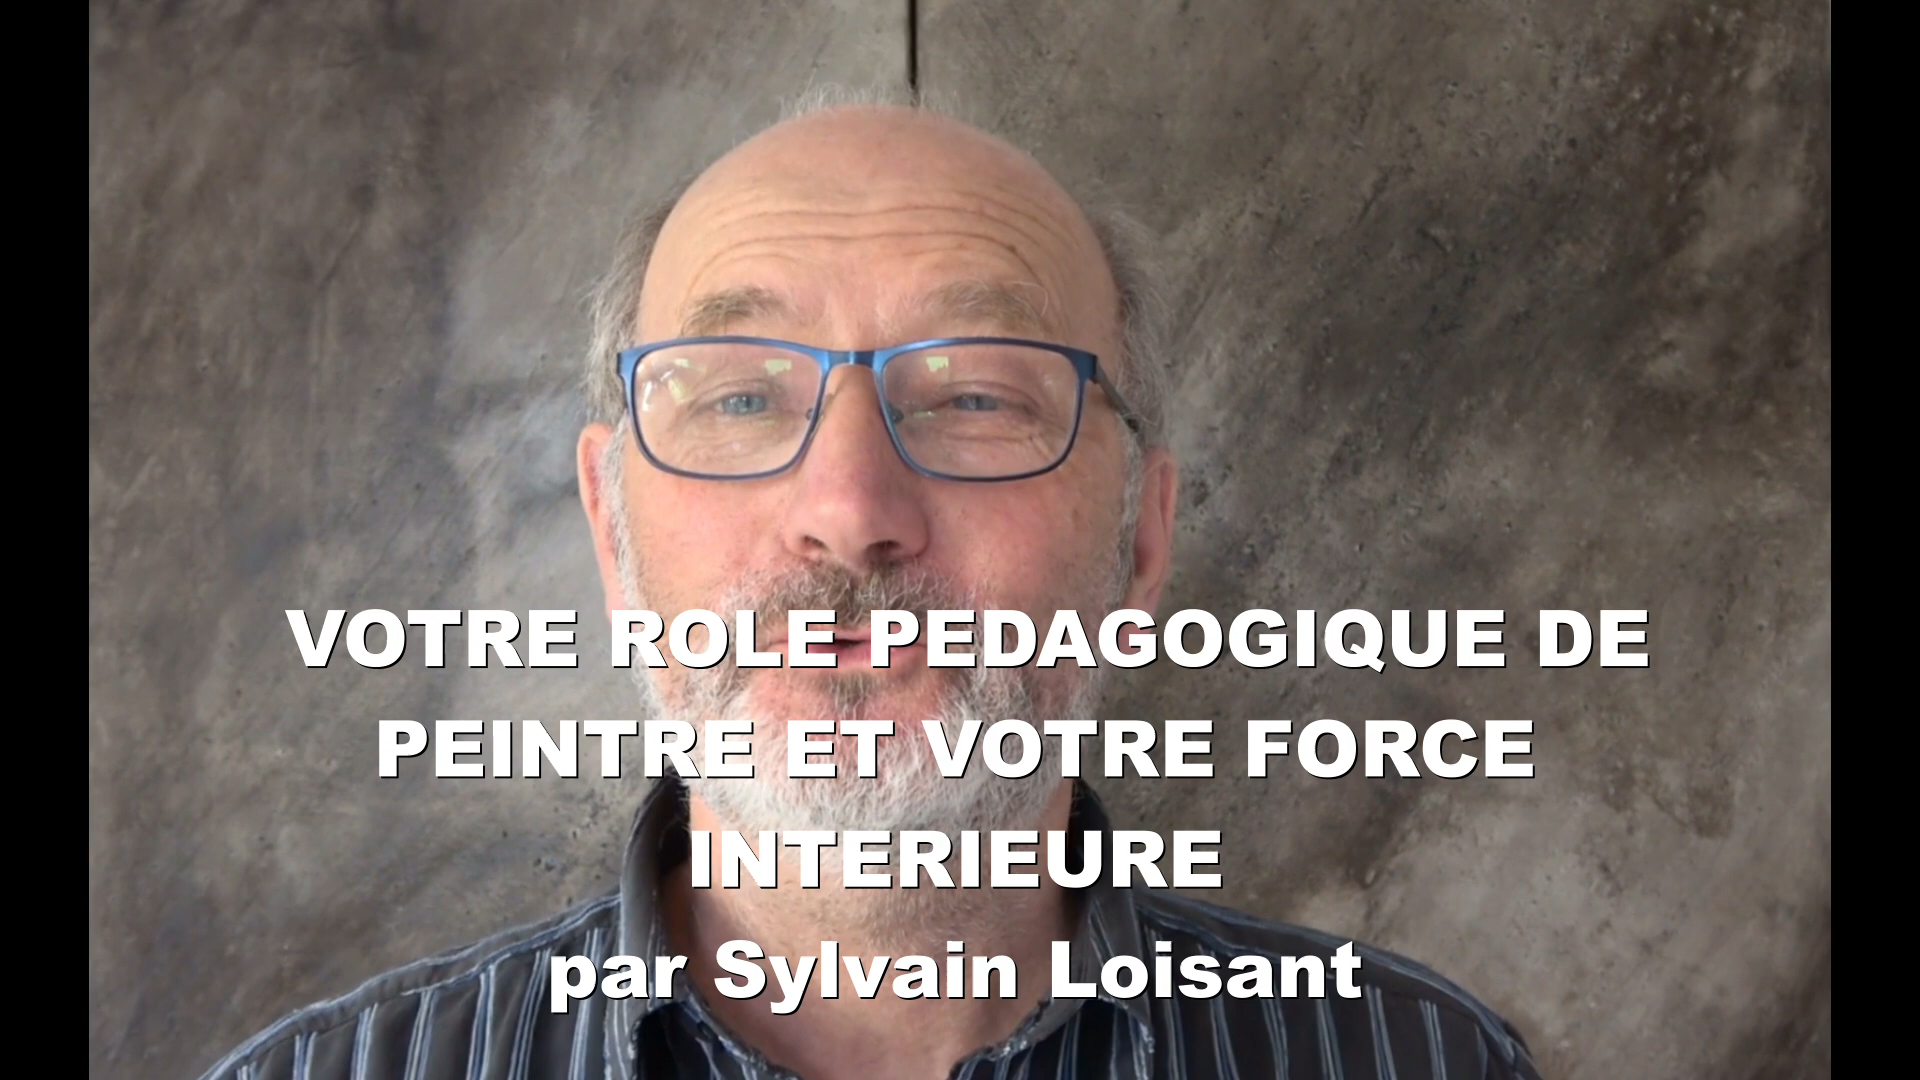 VOTRE ROLE PEDAGOGIQUE DE
PEINTRE ET VOTRE FORCE
INTERIEURE
par Sylvain Loisant